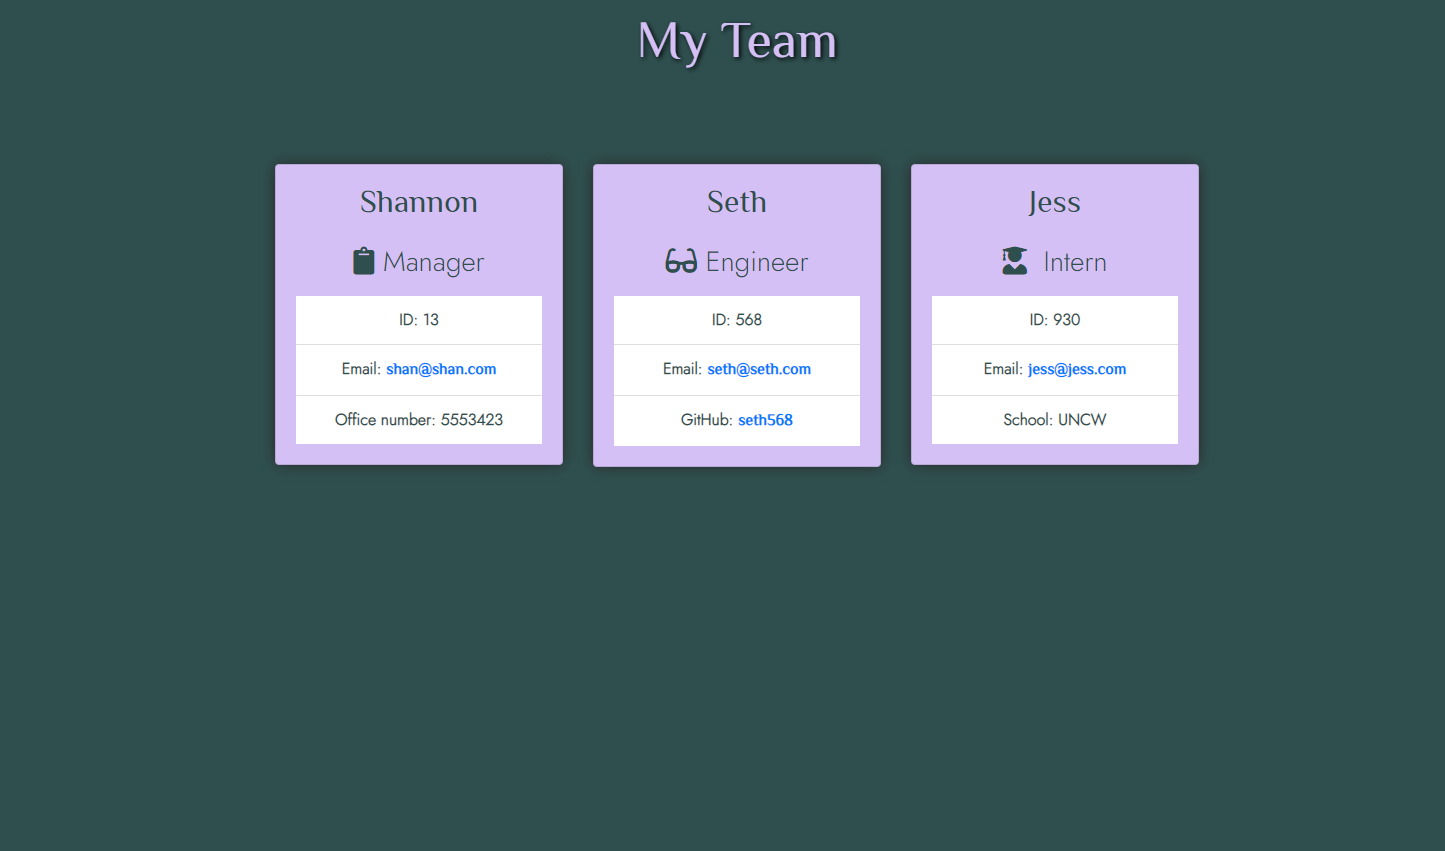 My Team
Shannon
Manager
ID: 13
Email: shan@shan.com
Office number: 5553423
Seth
Engineer
ID: 568
Email: seth@seth.com
GitHub: seth568
Jess
Intern
ID: 930
Email: jess@jess.com
School: UNCW